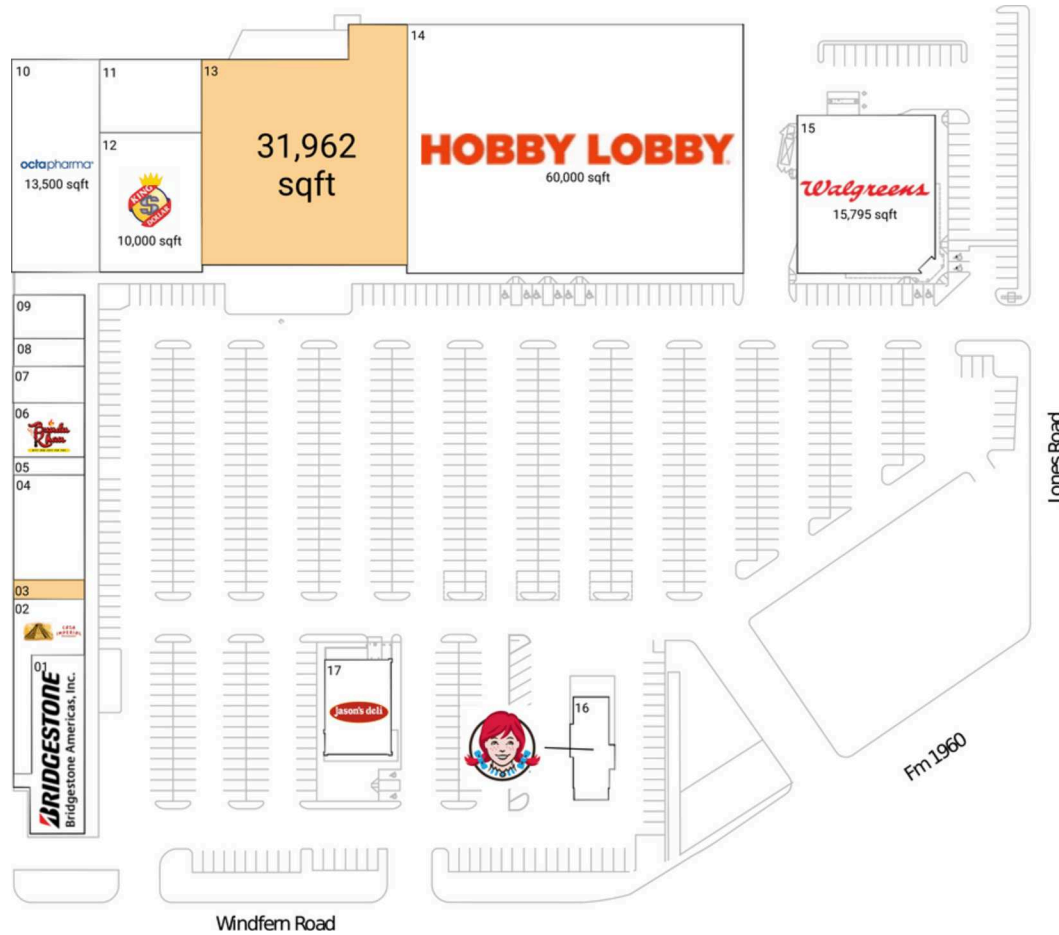 10
11
13
14
31,962
sqft
HOBBY LOBBY
60,000 sqft
15
Walgreens
15,795 sqft
octapharma
13,500 sqft
12
KING
$
DOLLAR
10,000 sqft
09
08
07
06
05
04
03
02
CASA
IMPERIAL
01
BRIDGESTONE
Bridgestone Americas, Inc.
17
Jason's deli
16
Jones Road
Fm 1960
Windfern Road